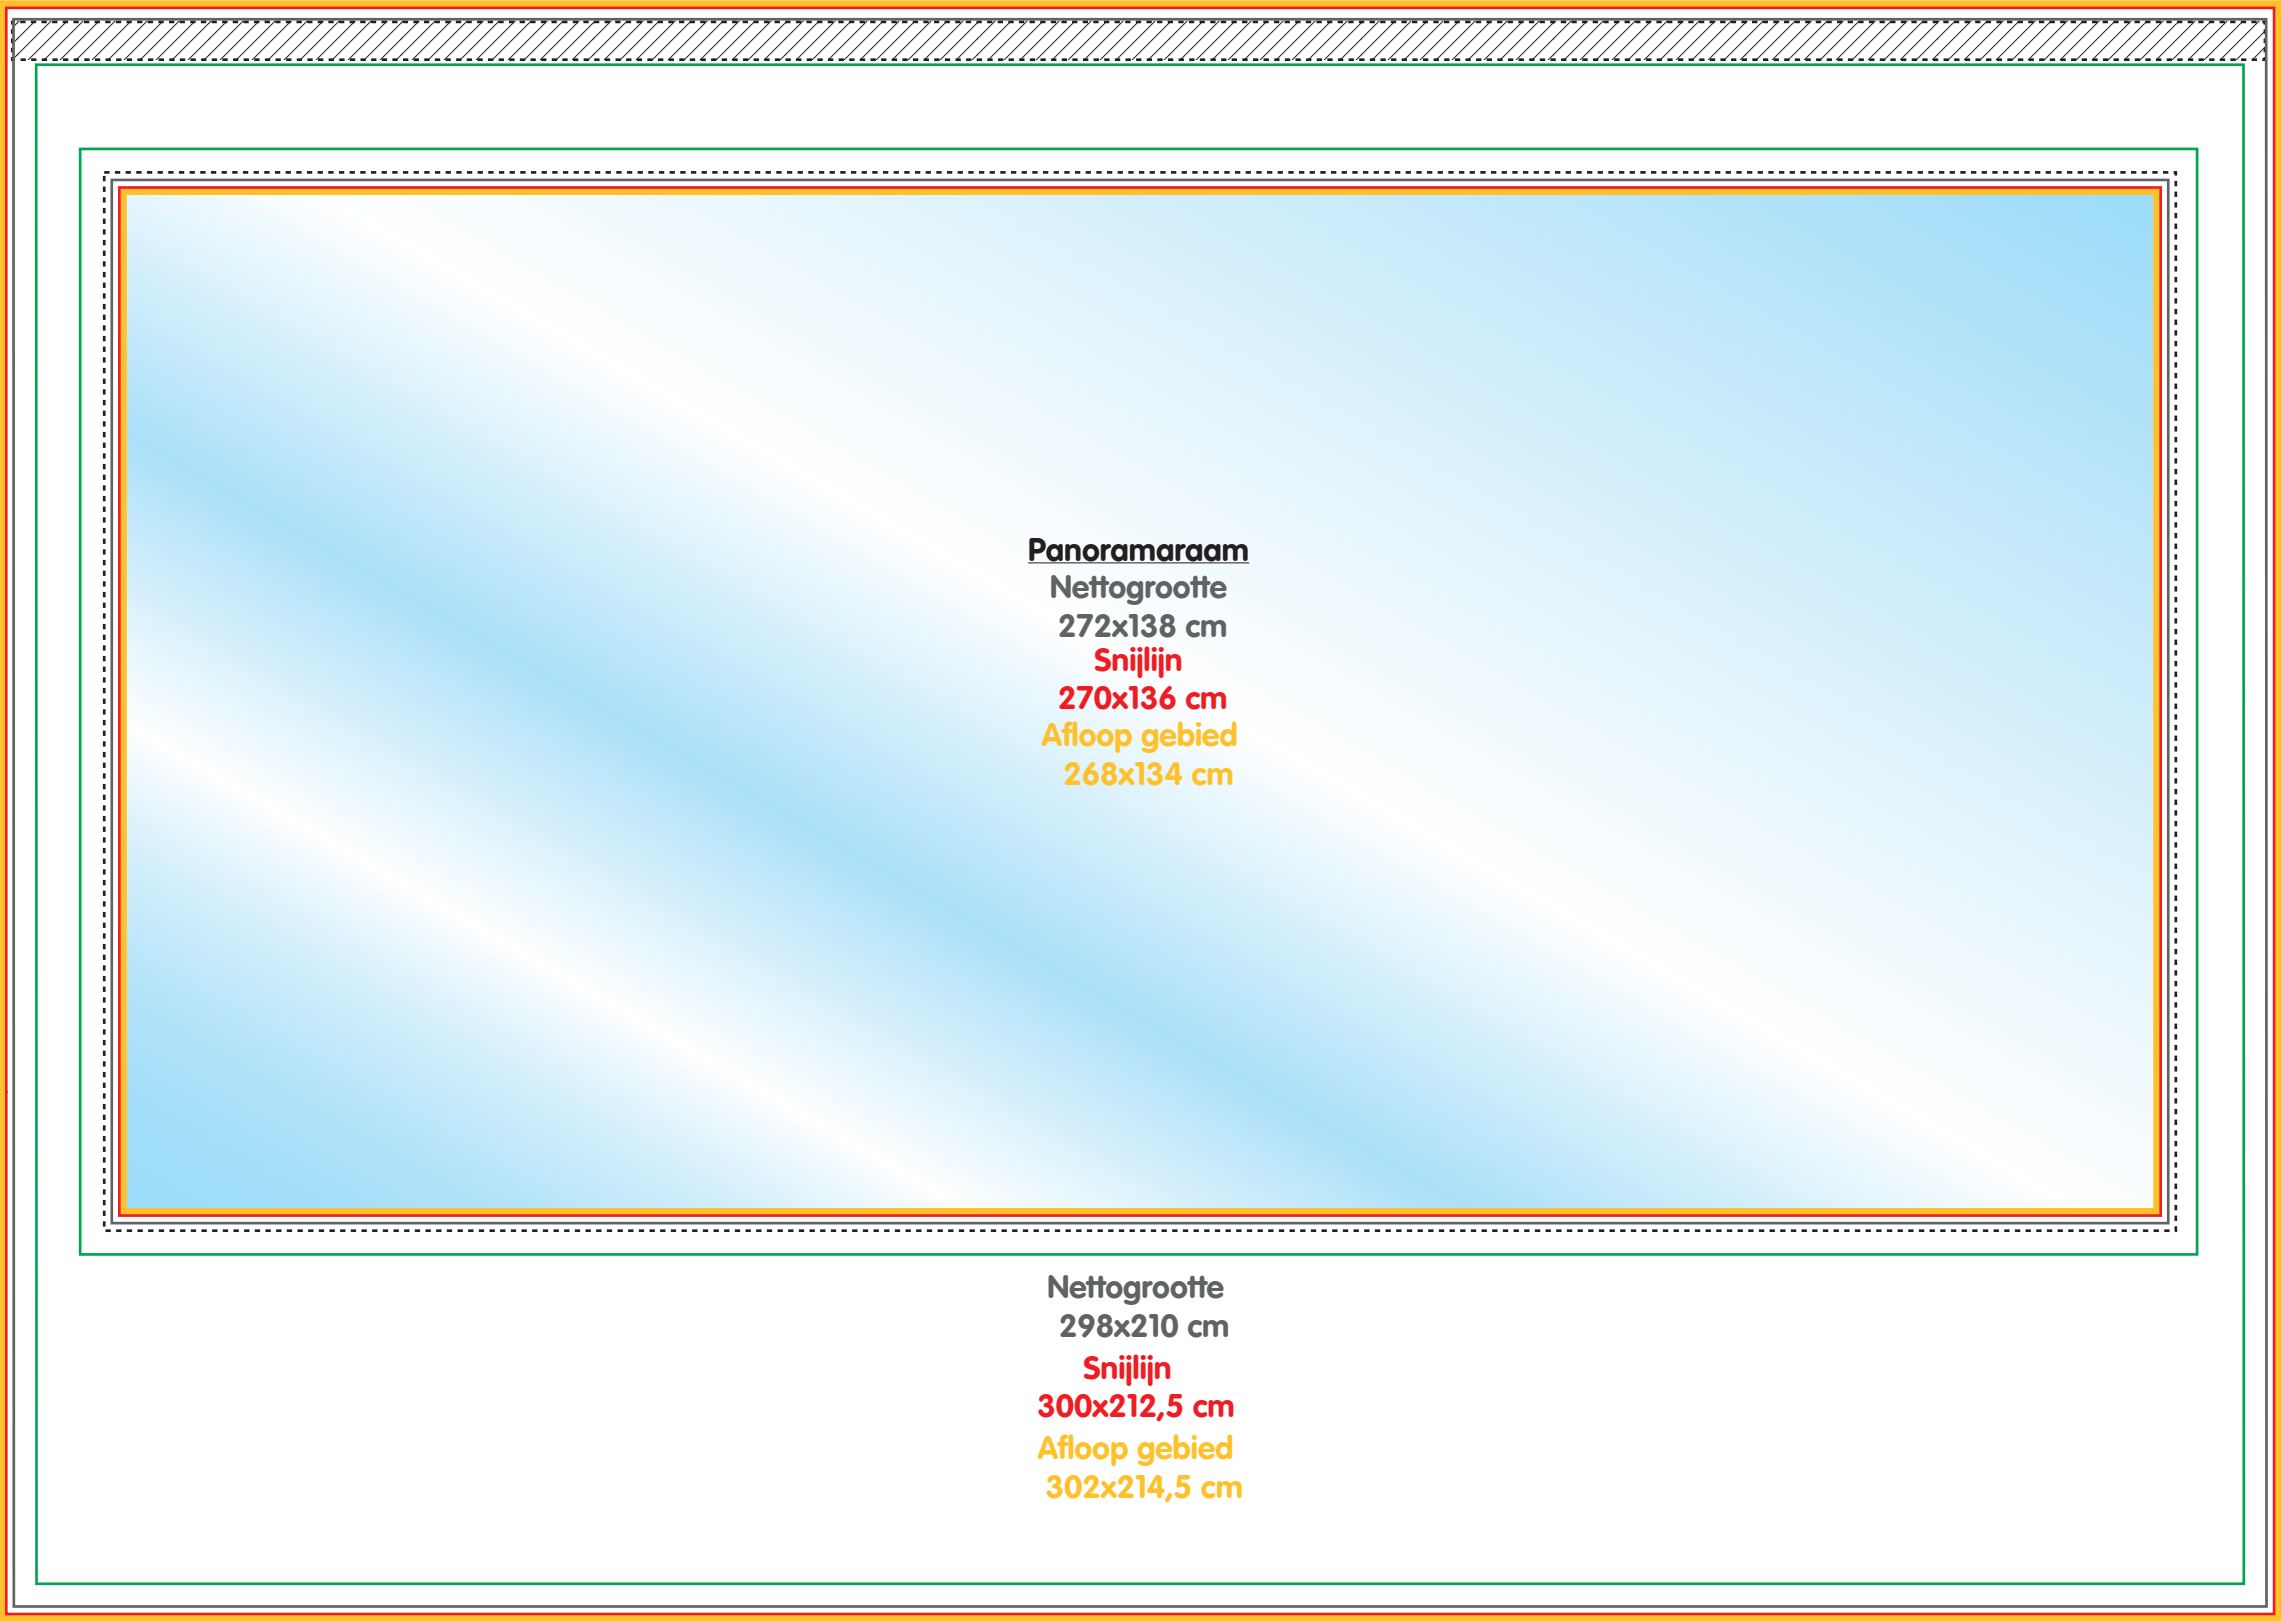 Panoramaraam
Nettogrootte
272x138 cm
Snijlijn
270x136 cm
Afloop gebied
268x134 cm
Nettogrootte
298x210 cm
Snijlijn
300x212,5 cm
Afloop gebied
302x214,5 cm